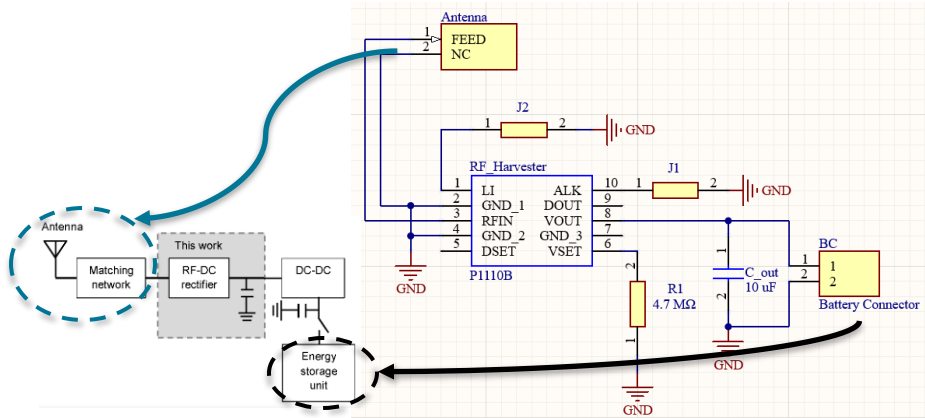 Antenna
1
FEED
2
NC
J2
1
2
GND
RF_Harvester
J1
1
LI
ALK
10
1
2
GND
2
GND_1
DOUT
9
3
RFIN
VOUT
8
4
GND_2
GND_3
7
5
DSET
VSET
6
P1110B
GND
2
R1
4.7 MΩ
1
GND
1
C_out
10 uF
2
GND
BC
1
1
2
2
Battery Connector
Antenna
Matching
network
This work
RF-DC
rectifier
DC-DC
Energy
storage
unit